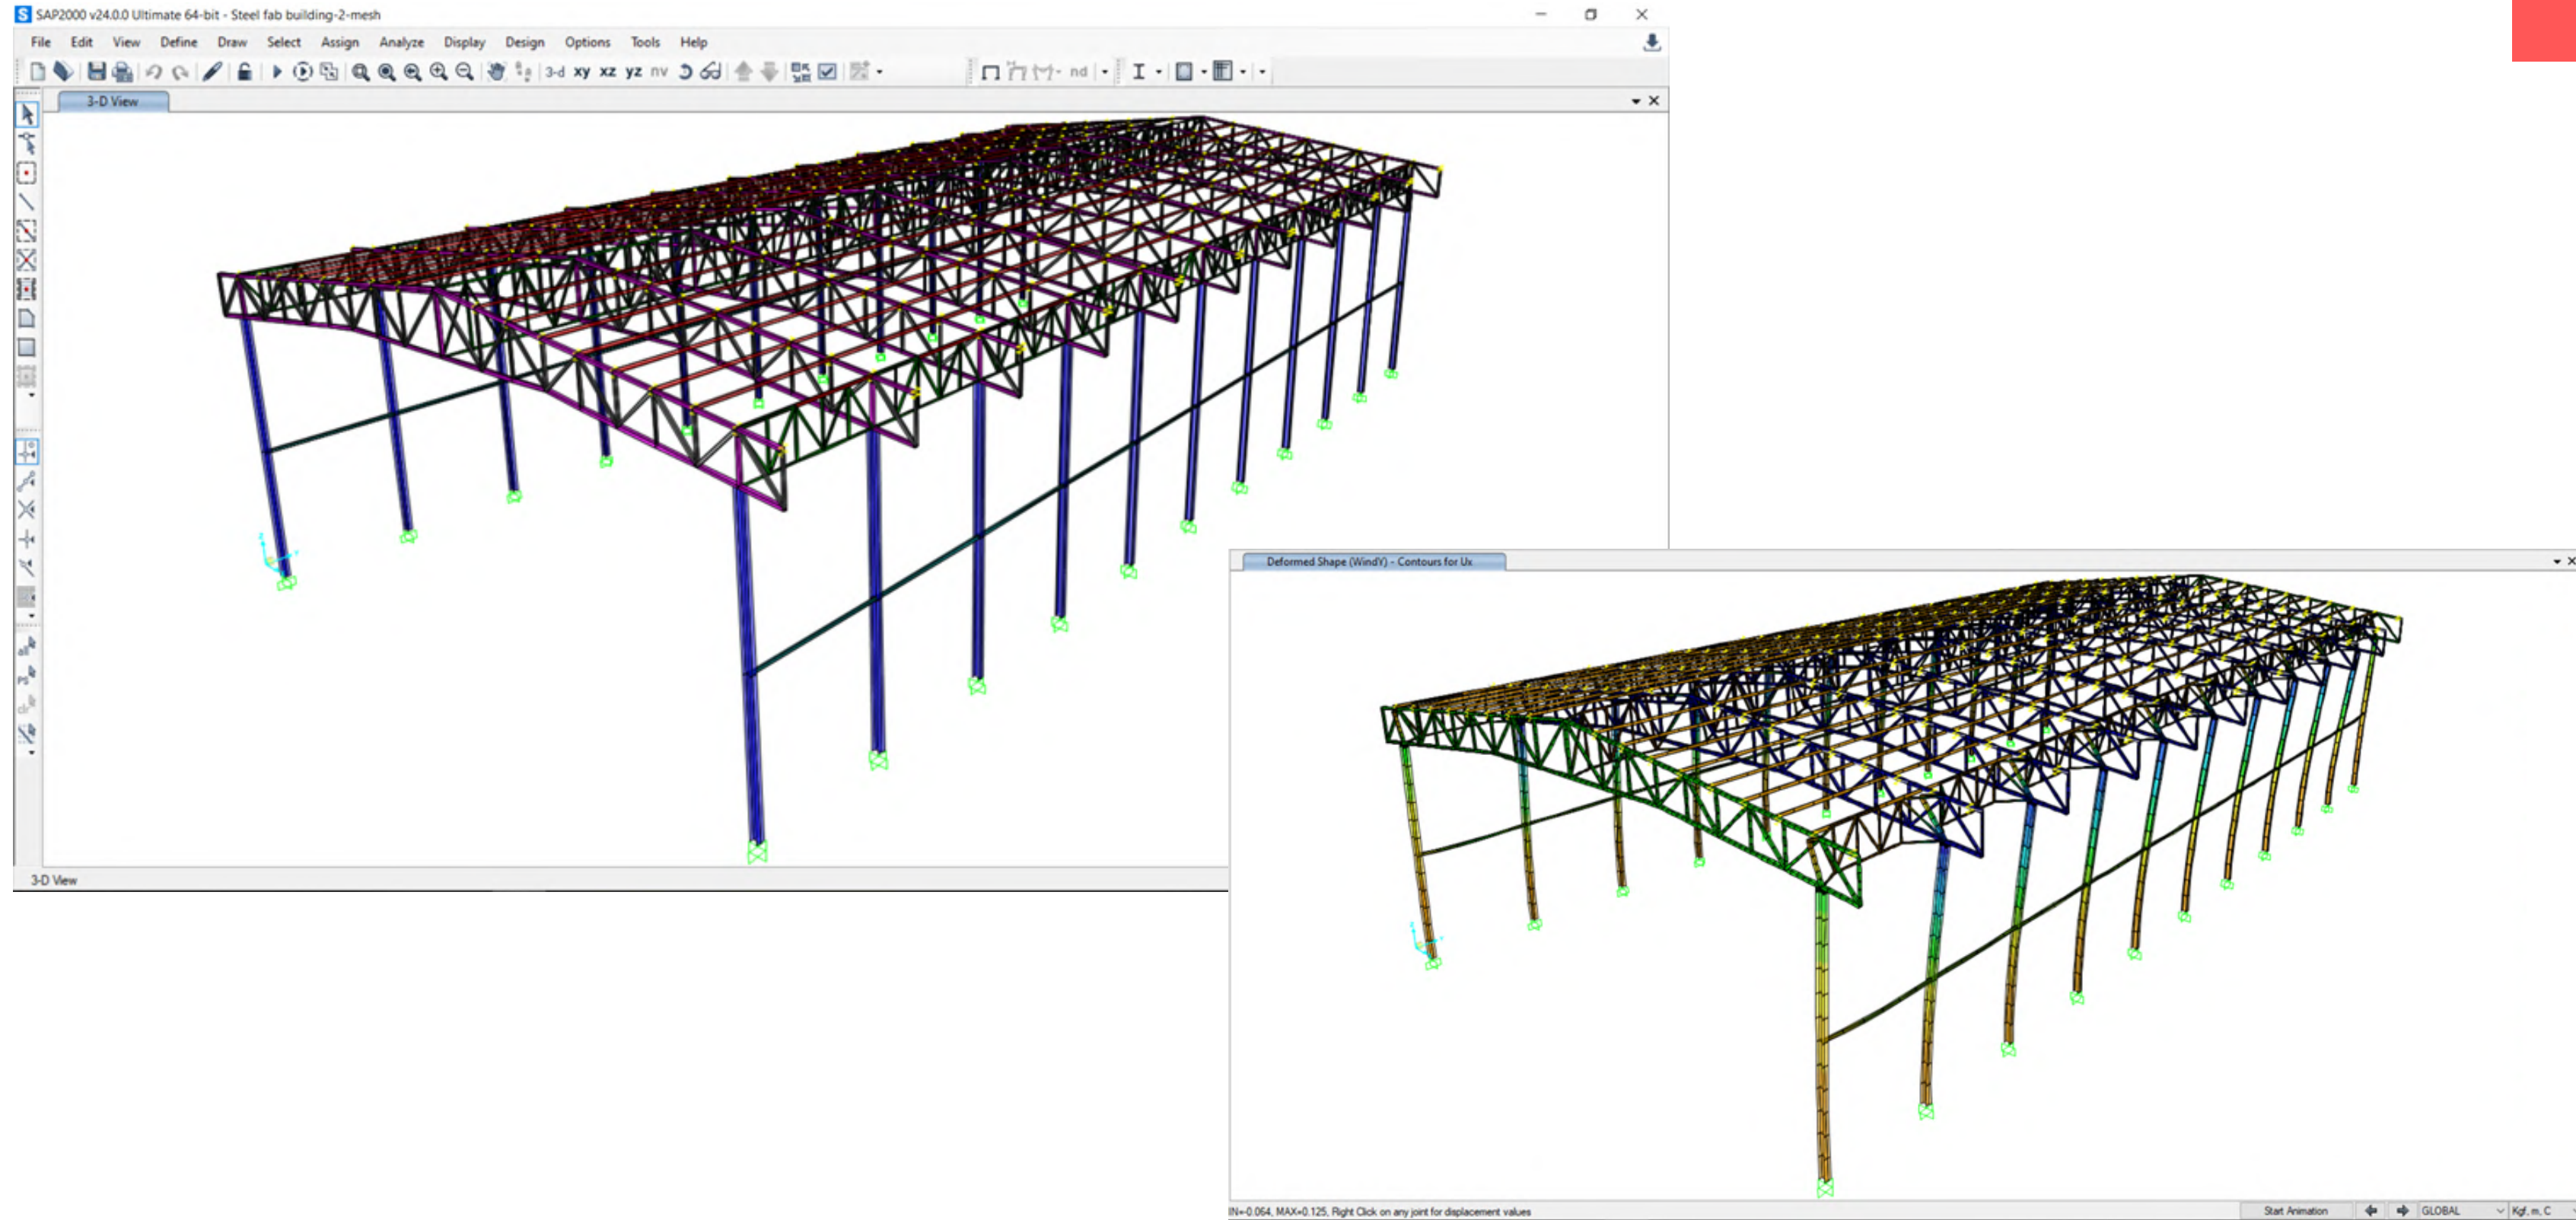 SAP2000 v24.0.0 Ultimate 64-bit - Steel fab building-2-mesh
File Edit View Define Draw Select Assign Analyze Display Design Options Tools Help
3-d xy xz yz nv nd
3-D View
all
PS
clr
3-D View
Deformed Shape (WindY) - Contours for Ux
IN=-0.064, MAX=0.125, Right Click on any joint for displacement values
Start Animation GLOBAL Kgf, m, C